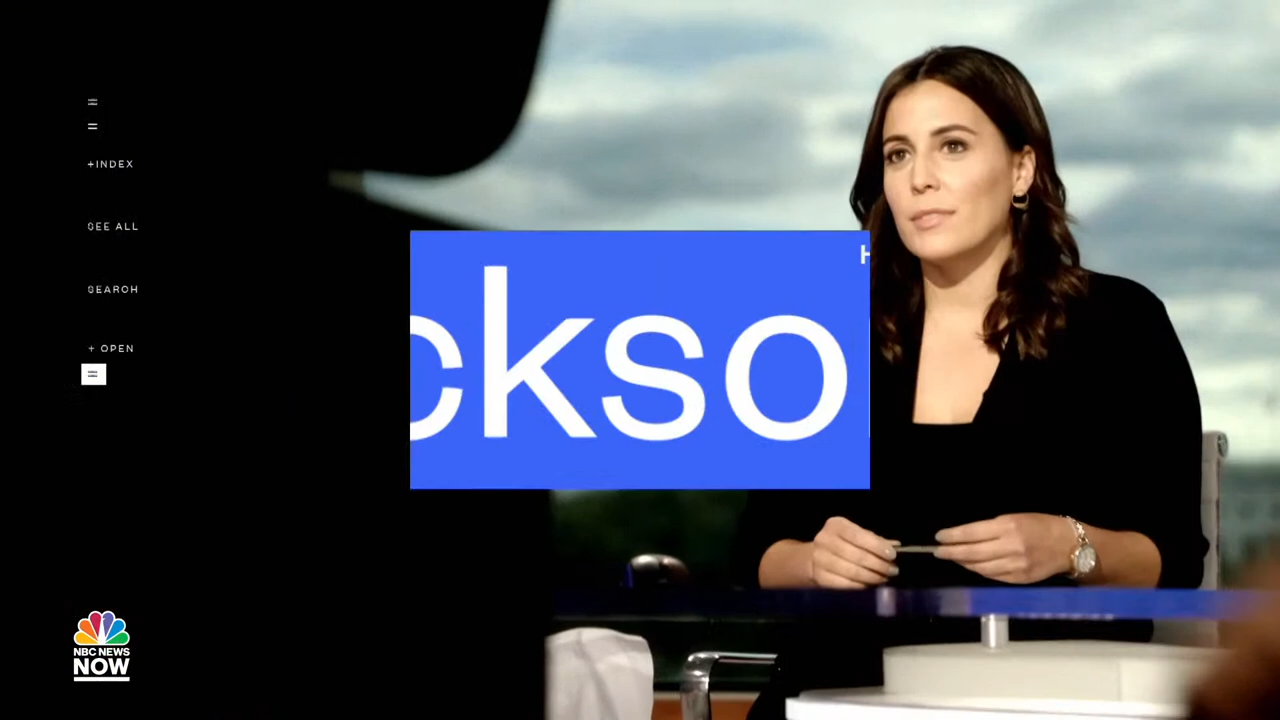 +INDEX
SEE ALL
SEARCH
+ OPEN
H
ckso
NBC NEWS
NOW